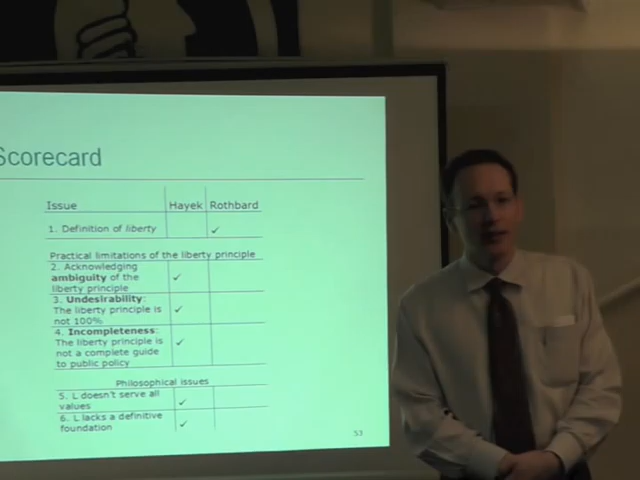 Scorecard
Issue Hayek Rothbard
1. Definition of liberty ✓
Practical limitations of the liberty principle
2. Acknowledging
ambiguity of the ✓
liberty principle
3. Undesirability:
The liberty principle ✓
is not 100%
4. Incompleteness:
The liberty principle is ✓
not a complete guide
to public policy
Philosophical issues
5. L doesn't serve all
values ✓
6. L lacks a definitive
foundation ✓
53